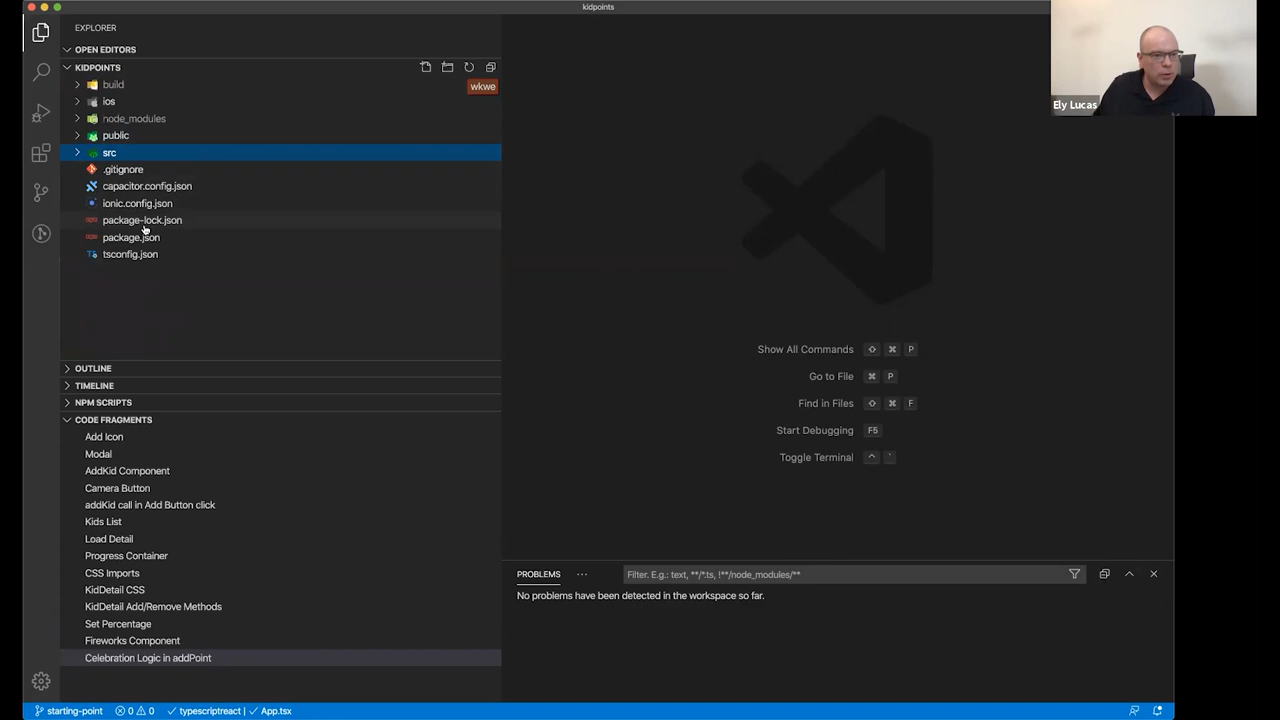 kidpoints
EXPLORER
OPEN EDITORS
KIDPOINTS
build
wkwe
ios
node_modules
public
src
.gitignore
capacitor.config.json
ionic.config.json
package-lock.json
package.json
tsconfig.json
OUTLINE
TIMELINE
NPM SCRIPTS
CODE FRAGMENTS
Add Icon
Modal
AddKid Component
Camera Button
addKid call in Add Button click
Kids List
Load Detail
Progress Container
CSS Imports
KidDetail CSS
KidDetail Add/Remove Methods
Set Percentage
Fireworks Component
Celebration Logic in addPoint
Ely Lucas
Show All Commands ⇧ ⌘ P
Go to File ⌘ P
Find in Files ⇧ ⌘ F
Start Debugging F5
Toggle Terminal ^ `
PROBLEMS ··· Filter. E.g.: text, **/*.ts, !**/node_modules/**
No problems have been detected in the workspace so far.
starting-point 0 0 typescriptreact | App.tsx